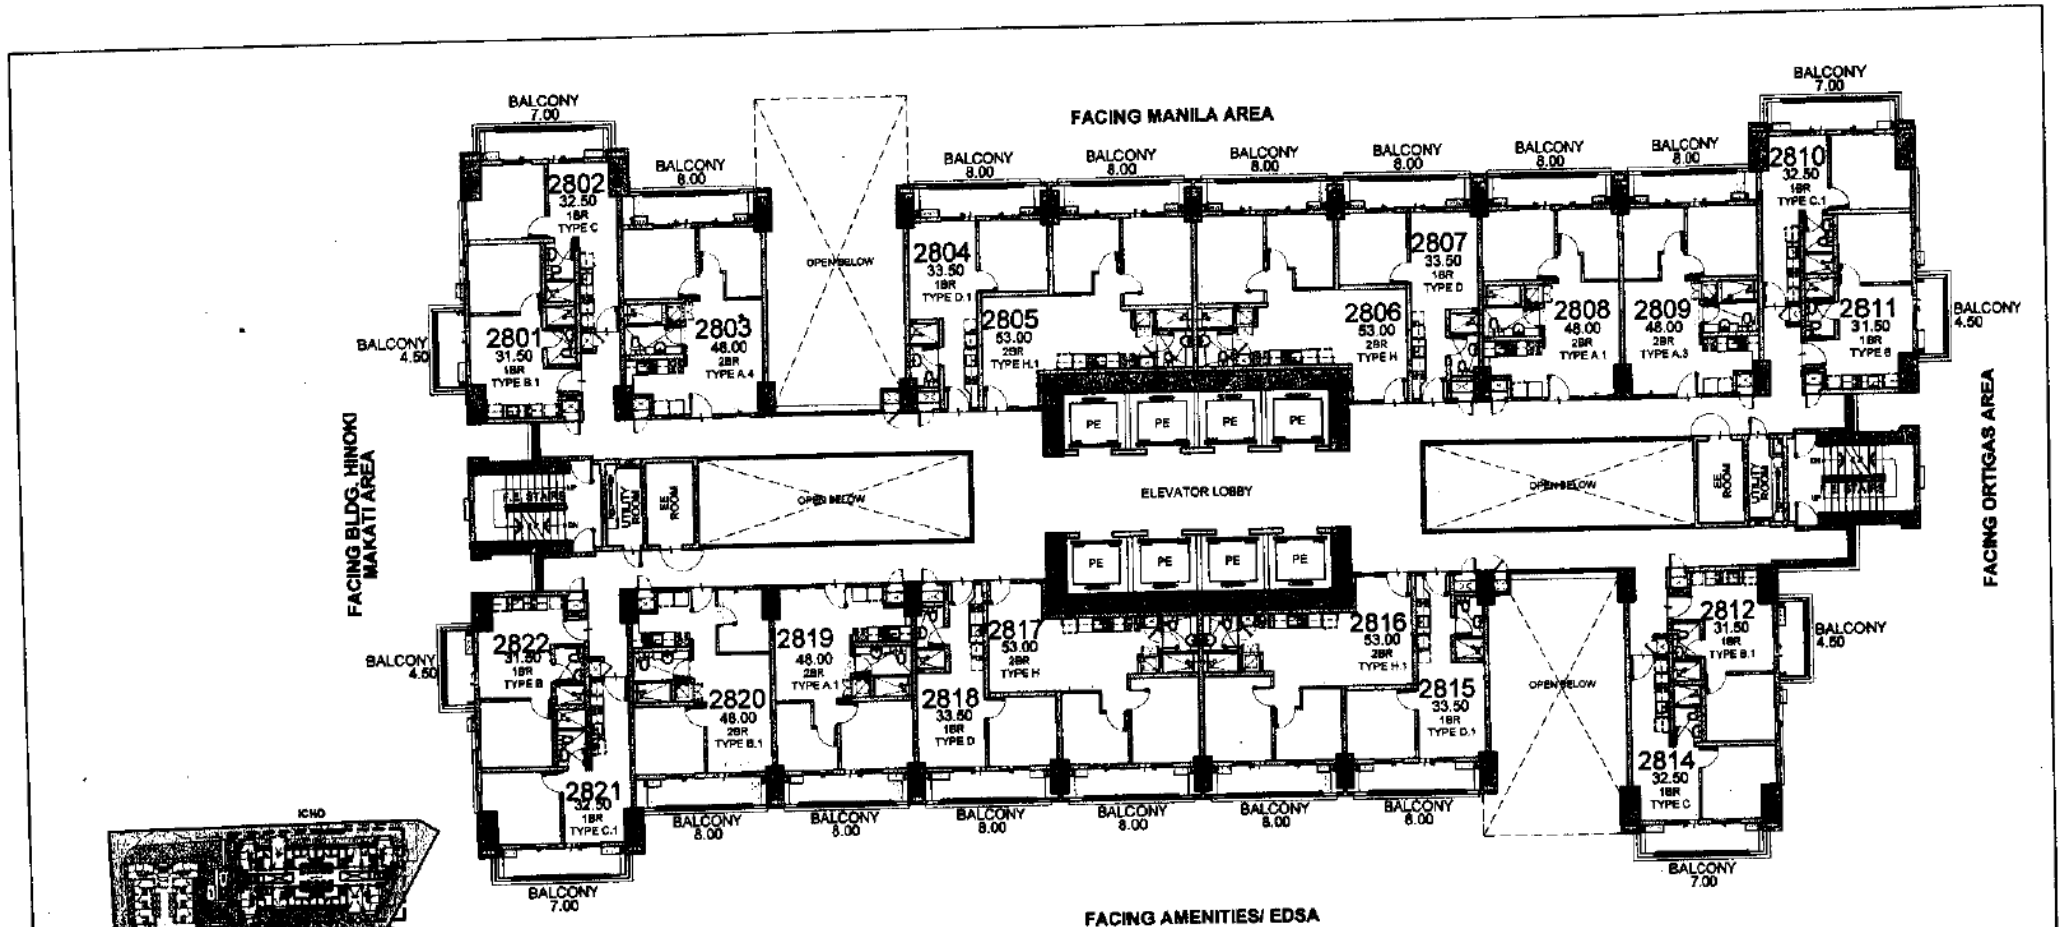 BALCONY
7.00
BALCONY
7.00
FACING MANILA AREA
BALCONY
8.00
BALCONY
8.00
BALCONY
8.00
BALCONY
8.00
BALCONY
8.00
BALCONY
8.00
BALCONY
8.00
2802
32.50
1BR
TYPE C
2810
32.50
1BR
TYPE C.1
2804
33.50
1BR
TYPE D.1
2807
33.50
1BR
TYPE D
OPEN BELOW
2801
31.50
1BR
TYPE B.1
2803
48.00
2BR
TYPE A.4
2805
53.00
2BR
TYPE H.1
2806
53.00
2BR
TYPE H
2808
48.00
2BR
TYPE A.1
2809
48.00
2BR
TYPE A.3
2811
31.50
1BR
TYPE B
BALCONY
4.50
BALCONY
4.50
PE
PE
PE
PE
FACING BLDG. HINOKI
MAKATI AREA
FACING ORTIGAS AREA
F.E. STAIRS
UP
DN
UTILITY
ROOM
EE
ROOM
OPEN BELOW
ELEVATOR LOBBY
OPEN BELOW
EE
ROOM
UTILITY
ROOM
DN
UP
F.E. STAIRS
PE
PE
PE
PE
2822
31.50
1BR
TYPE B
2819
48.00
2BR
TYPE A.1
2817
53.00
2BR
TYPE H
2816
53.00
2BR
TYPE H.1
2812
31.50
1BR
TYPE B.1
BALCONY
4.50
BALCONY
4.50
2820
48.00
2BR
TYPE B.1
2818
33.50
1BR
TYPE D
2815
33.50
1BR
TYPE D.1
OPEN BELOW
2821
32.50
1BR
TYPE C.1
2814
32.50
1BR
TYPE C
BALCONY
8.00
BALCONY
8.00
BALCONY
8.00
BALCONY
8.00
BALCONY
8.00
BALCONY
8.00
BALCONY
7.00
BALCONY
7.00
ICHO
FACING AMENITIES/ EDSA